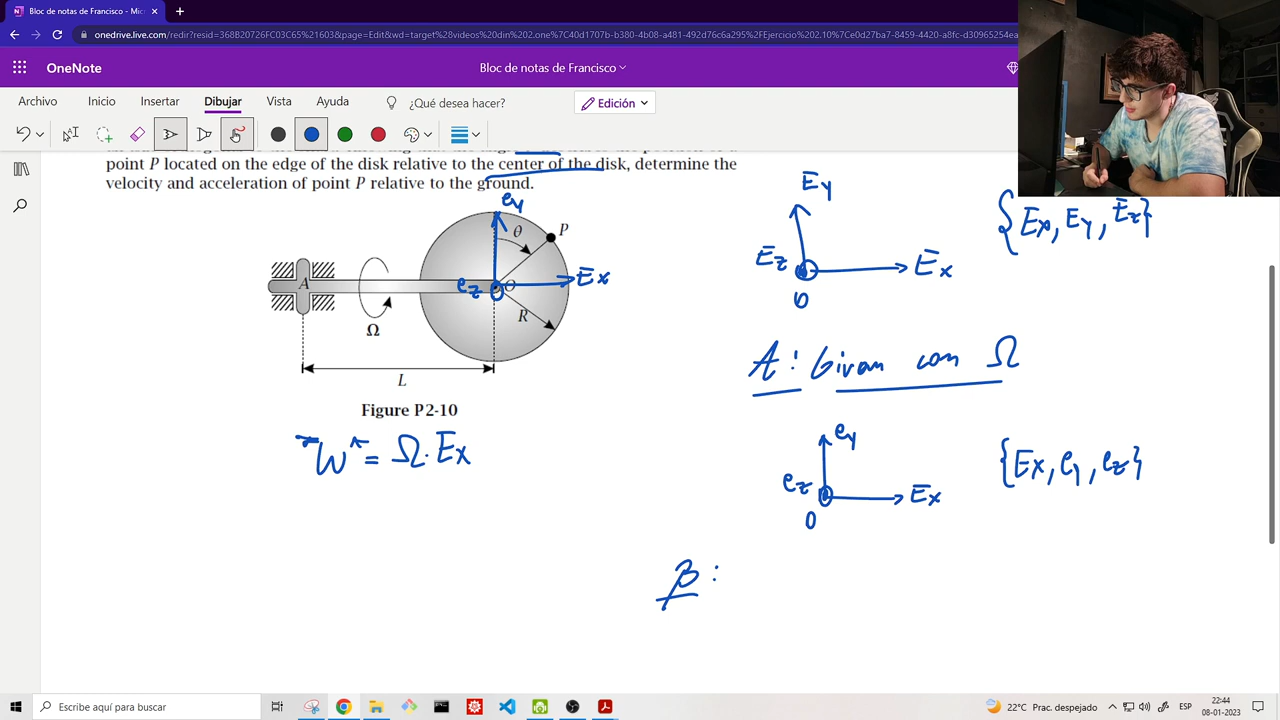 Bloc de notas de Francisco - Micr
onedrive.live.com/redir?resid=368B20726FC03C65%21603&page=Edit&wd=target%28videos%20din%202.one%7C40d1707b-b380-4b08-a481-492d76c6a295%2FEjercicio%202.10%7Ce0d27ba7-8459-4420-a8fc-d30965254ea
OneNote
Bloc de notas de Francisco
Archivo Inicio Insertar Dibujar Vista Ayuda ¿Qué desea hacer? Edición
point P located on the edge of the disk relative to the center of the disk, determine the
velocity and acceleration of point P relative to the ground.
ey
θ
P
A
ez
O
Ex
R
Ω
L
Figure P2-10
W = Ω·Ex
Ey
Ez
Ex
O
{Ex, Ey, Ez}
A: Giran con Ω
ey
ez
Ex
O
{Ex, ey, ez}
β:
Escribe aquí para buscar
22°C Prac. despejado
ESP
22:44
08-01-2023